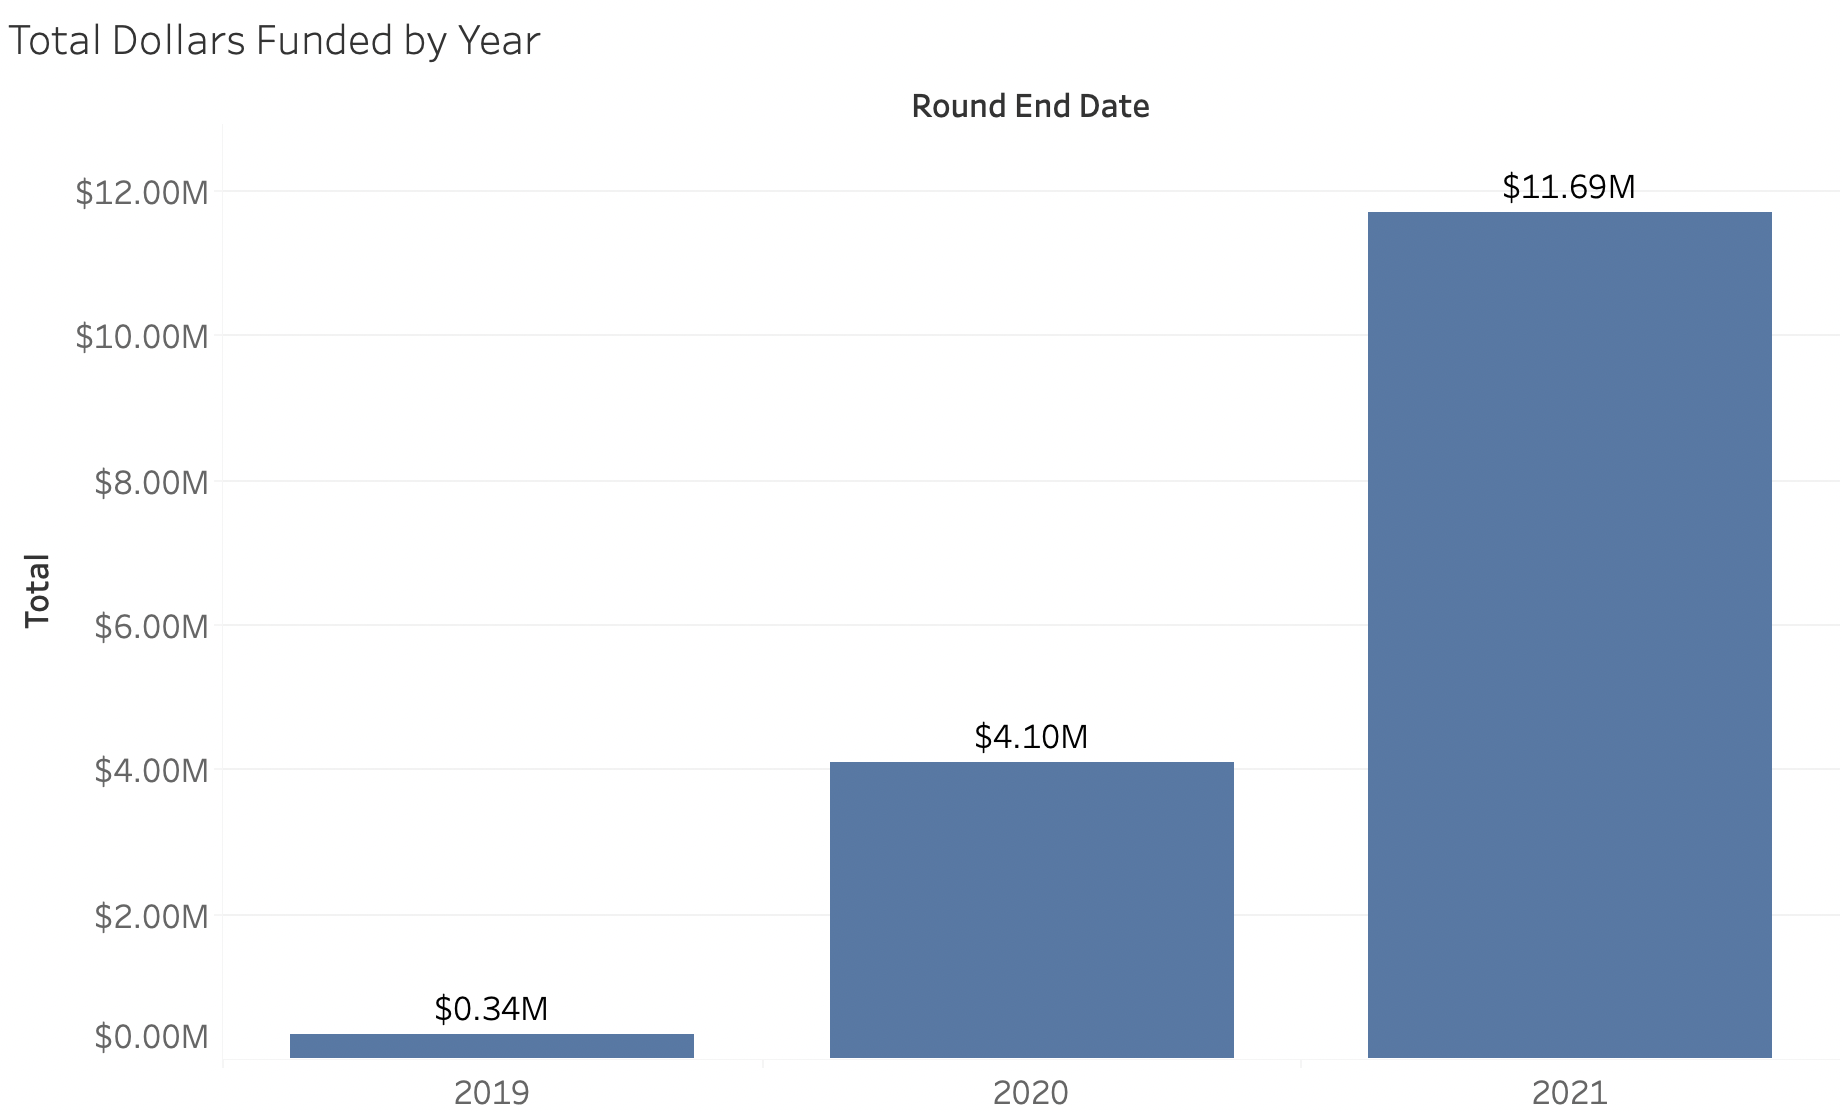 Total Dollars Funded by Year
Round End Date
$12.00M
$11.69M
$10.00M
$8.00M
Total
$6.00M
$4.10M
$4.00M
$2.00M
$0.34M
$0.00M
2019 2020 2021